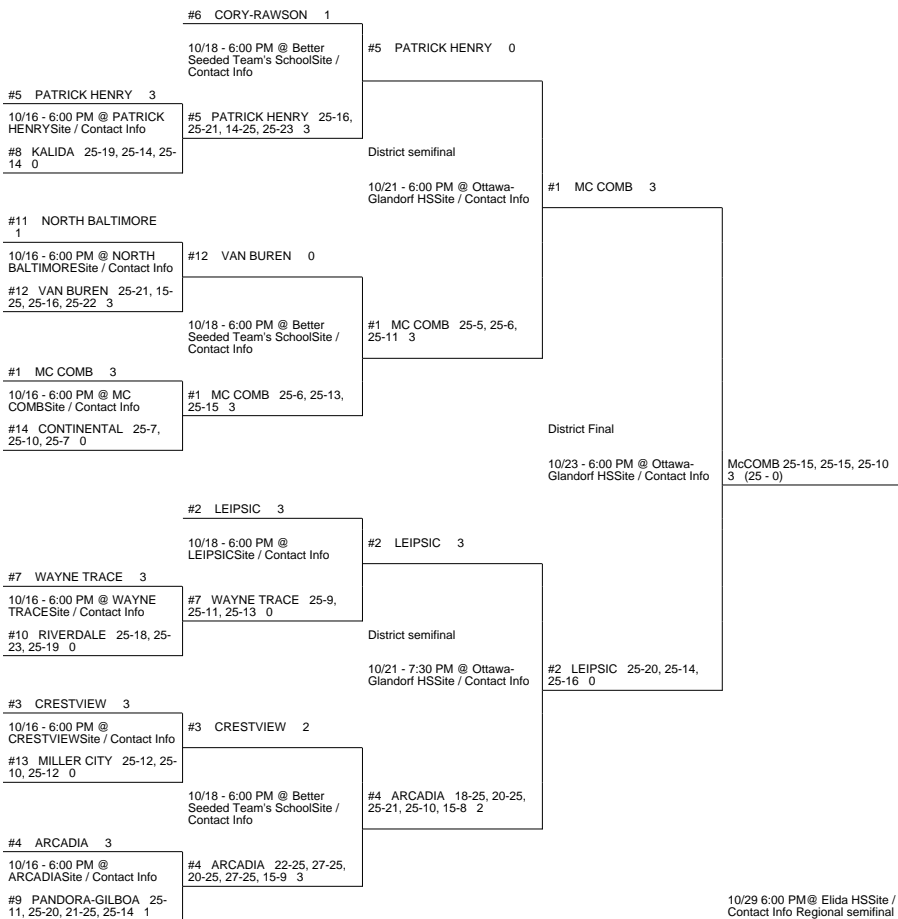 #6 CORY-RAWSON 1
10/18 - 6:00 PM @ Better
Seeded Team's SchoolSite /
Contact Info
#5 PATRICK HENRY 0
#5 PATRICK HENRY 3
10/16 - 6:00 PM @ PATRICK
HENRYSite / Contact Info
#8 KALIDA 25-19, 25-14, 25-
14 0
#5 PATRICK HENRY 25-16,
25-21, 14-25, 25-23 3
District semifinal
10/21 - 6:00 PM @ Ottawa-
Glandorf HSSite / Contact Info
#1 MC COMB 3
#11 NORTH BALTIMORE
1
10/16 - 6:00 PM @ NORTH
BALTIMORESite / Contact Info
#12 VAN BUREN 25-21, 15-
25, 25-16, 25-22 3
#12 VAN BUREN 0
10/18 - 6:00 PM @ Better
Seeded Team's SchoolSite /
Contact Info
#1 MC COMB 25-5, 25-6,
25-11 3
#1 MC COMB 3
10/16 - 6:00 PM @ MC
COMBSite / Contact Info
#14 CONTINENTAL 25-7,
25-10, 25-7 0
#1 MC COMB 25-6, 25-13,
25-15 3
District Final
10/23 - 6:00 PM @ Ottawa-
Glandorf HSSite / Contact Info
McCOMB 25-15, 25-15, 25-10
3 (25 - 0)
#2 LEIPSIC 3
10/18 - 6:00 PM @
LEIPSICSite / Contact Info
#2 LEIPSIC 3
#7 WAYNE TRACE 3
10/16 - 6:00 PM @ WAYNE
TRACESite / Contact Info
#10 RIVERDALE 25-18, 25-
23, 25-19 0
#7 WAYNE TRACE 25-9,
25-11, 25-13 0
District semifinal
10/21 - 7:30 PM @ Ottawa-
Glandorf HSSite / Contact Info
#2 LEIPSIC 25-20, 25-14,
25-16 0
#3 CRESTVIEW 3
10/16 - 6:00 PM @
CRESTVIEWSite / Contact Info
#13 MILLER CITY 25-12, 25-
10, 25-12 0
#3 CRESTVIEW 2
10/18 - 6:00 PM @ Better
Seeded Team's SchoolSite /
Contact Info
#4 ARCADIA 18-25, 20-25,
25-21, 25-10, 15-8 2
#4 ARCADIA 3
10/16 - 6:00 PM @
ARCADIASite / Contact Info
#9 PANDORA-GILBOA 25-
11, 25-20, 21-25, 25-14 1
#4 ARCADIA 22-25, 27-25,
20-25, 27-25, 15-9 3
10/29 6:00 PM@ Elida HSSite /
Contact Info Regional semifinal